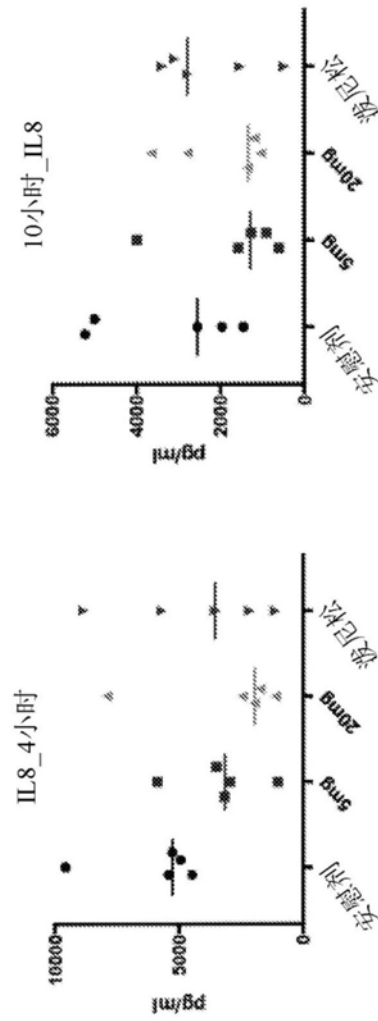 IL8_4小时
pg/ml
10000
5000
0
安慰剂
5mg
20mg
泼尼松
10小时_IL8
pg/ml
6000
4000
2000
0
安慰剂
5mg
20mg
泼尼松